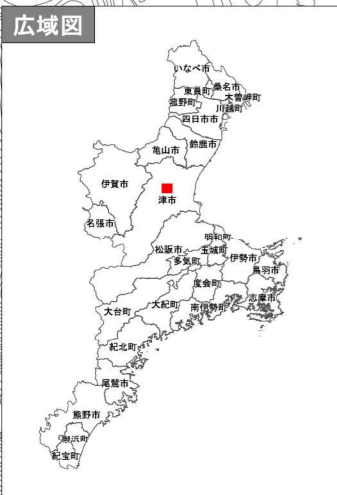 広域図
いなべ市
東員町
桑名市
木曽岬町
菰野町
川越町
四日市市
鈴鹿市
亀山市
伊賀市
津市
名張市
明和町
松阪市
玉城町
伊勢市
多気町
鳥羽市
度会町
志摩市
大紀町
南伊勢町
大台町
紀北町
尾鷲市
熊野市
御浜町
紀宝町